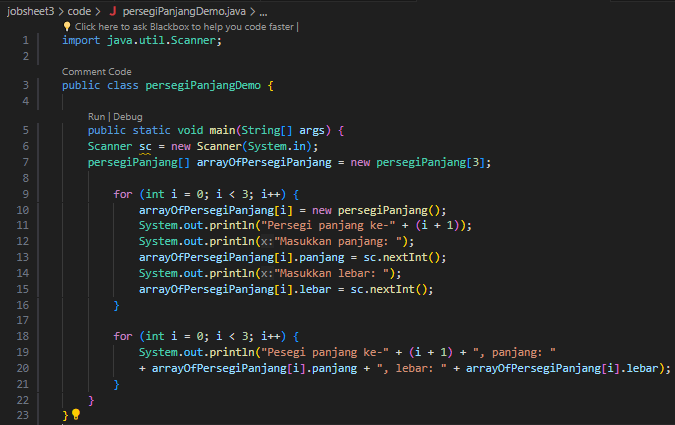 jobsheet3 > code > J persegiPanjangDemo.java > ...
Click here to ask Blackbox to help you code faster |
1 import java.util.Scanner;
2
Comment Code
3 public class persegiPanjangDemo {
4
Run | Debug
5 public static void main(String[] args) {
6 Scanner sc = new Scanner(System.in);
7 persegiPanjang[] arrayOfPersegiPanjang = new persegiPanjang[3];
8
9 for (int i = 0; i < 3; i++) {
10 arrayOfPersegiPanjang[i] = new persegiPanjang();
11 System.out.println("Persegi panjang ke-" + (i + 1));
12 System.out.println(x:"Masukkan panjang: ");
13 arrayOfPersegiPanjang[i].panjang = sc.nextInt();
14 System.out.println(x:"Masukkan lebar: ");
15 arrayOfPersegiPanjang[i].lebar = sc.nextInt();
16 }
17
18 for (int i = 0; i < 3; i++) {
19 System.out.println("Pesegi panjang ke-" + (i + 1) + ", panjang: "
20 + arrayOfPersegiPanjang[i].panjang + ", lebar: " + arrayOfPersegiPanjang[i].lebar);
21 }
22 }
23 }